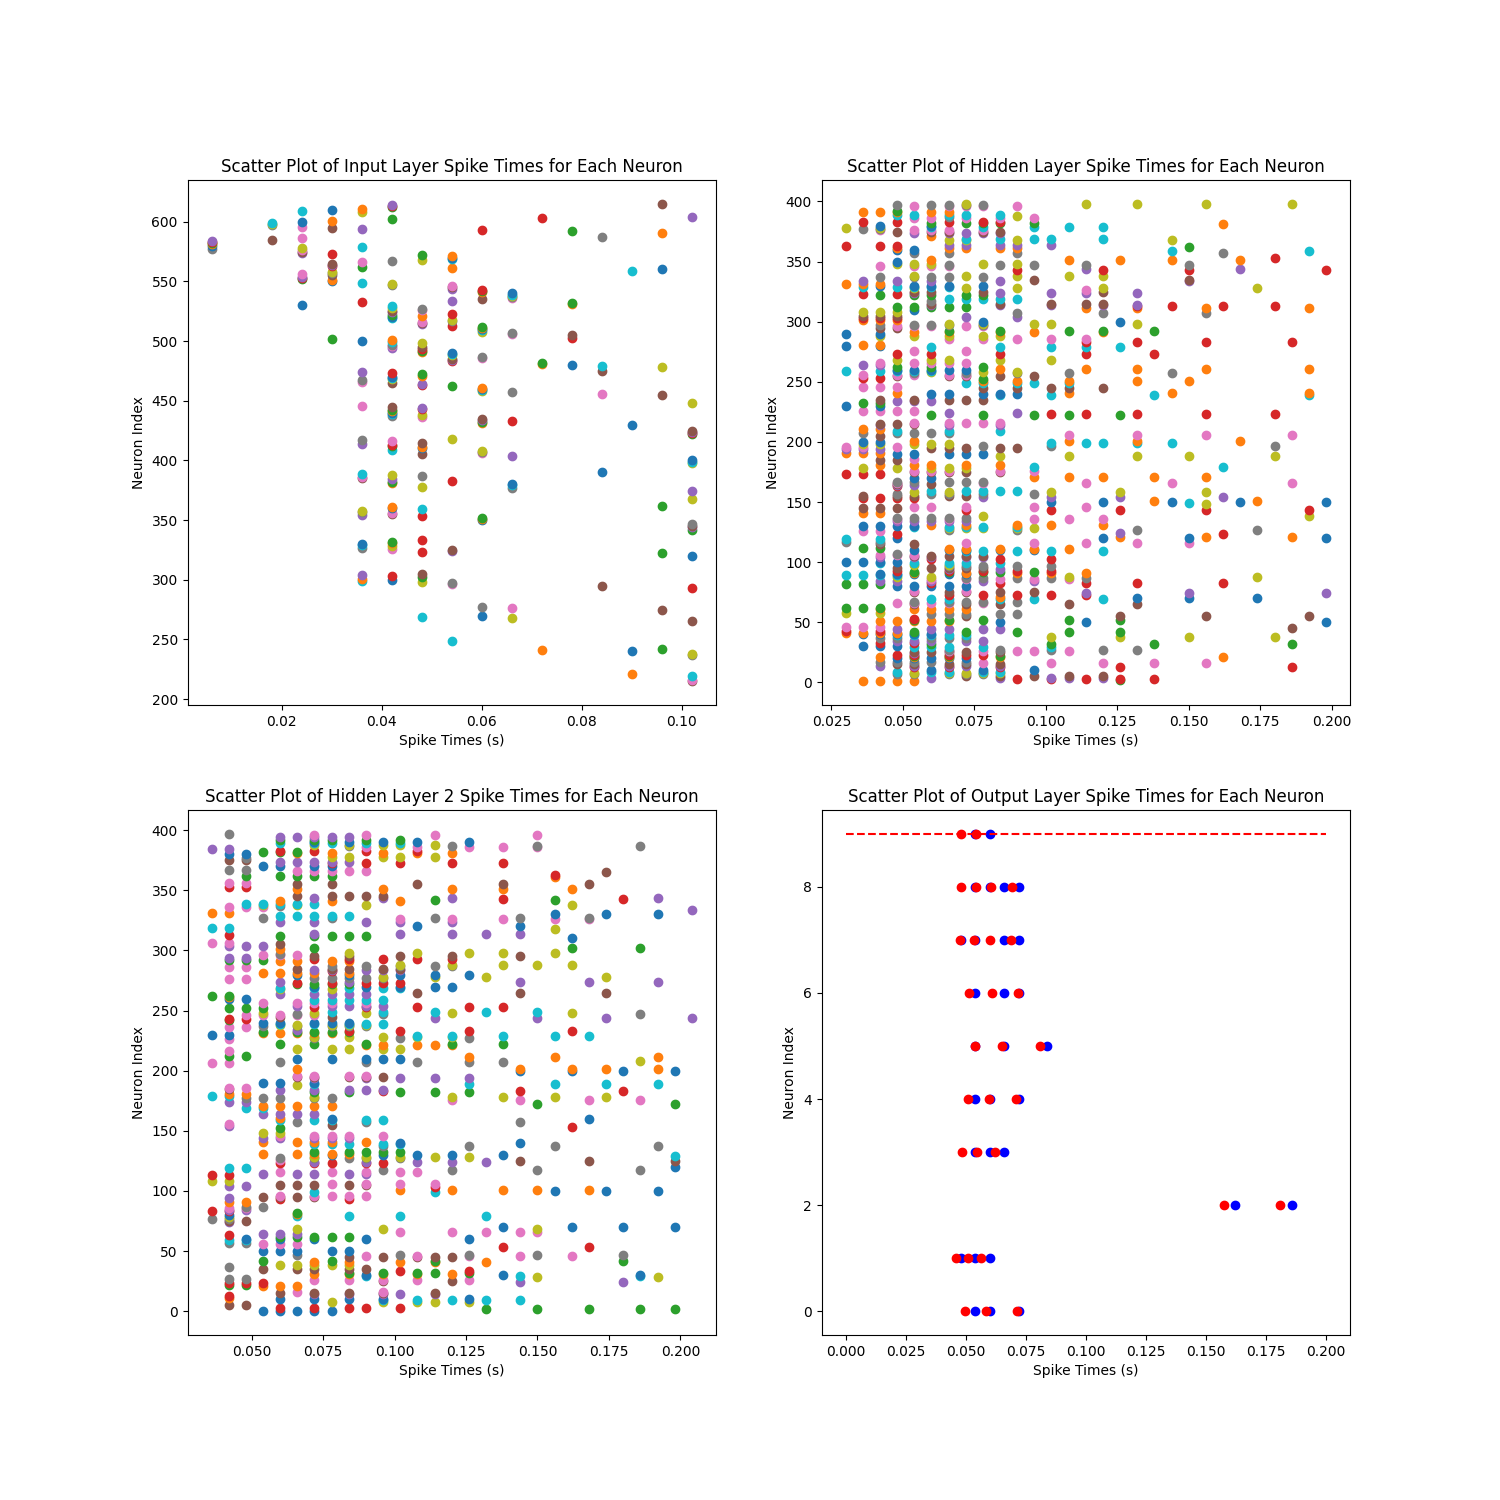 Scatter Plot of Input Layer Spike Times for Each Neuron
Neuron Index
600
550
500
450
400
350
300
250
200
0.02 0.04 0.06 0.08 0.10
Spike Times (s)
Scatter Plot of Hidden Layer Spike Times for Each Neuron
Neuron Index
400
350
300
250
200
150
100
50
0
0.025 0.050 0.075 0.100 0.125 0.150 0.175 0.200
Spike Times (s)
Scatter Plot of Hidden Layer 2 Spike Times for Each Neuron
Neuron Index
400
350
300
250
200
150
100
50
0
0.050 0.075 0.100 0.125 0.150 0.175 0.200
Spike Times (s)
Scatter Plot of Output Layer Spike Times for Each Neuron
Neuron Index
8
6
4
2
0
0.000 0.025 0.050 0.075 0.100 0.125 0.150 0.175 0.200
Spike Times (s)